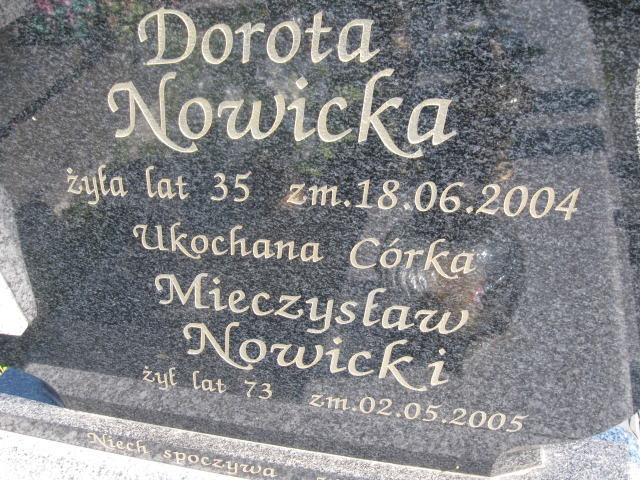 Dorota
Nowicka
żyła lat 35 zm.18.06.2004
Ukochana Córka
Mieczysław
Nowicki
żył lat 73 zm.02.05.2005
Niech spoczywa